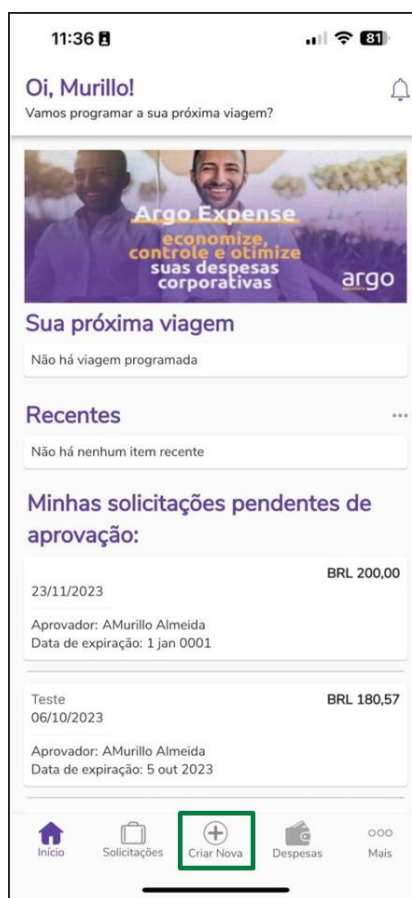 11:36
81
Oi, Murillo!
Vamos programar a sua próxima viagem?
Argo Expense
economize,
controle e otimize
suas despesas
corporativas
argo
Sua próxima viagem
Não há viagem programada
Recentes
Não há nenhum item recente
Minhas solicitações pendentes de
aprovação:
BRL 200,00
23/11/2023
Aprovador: AMurillo Almeida
Data de expiração: 1 jan 0001
Teste
BRL 180,57
06/10/2023
Aprovador: AMurillo Almeida
Data de expiração: 5 out 2023
Início
Solicitações
Criar Nova
Despesas
Mais